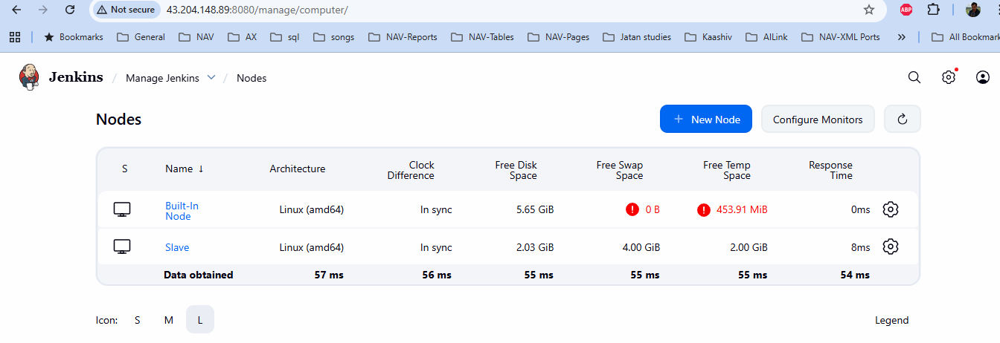 Not secure 43.204.148.89:8080/manage/computer/ ABP
Bookmarks General NAV AX sql songs NAV-Reports NAV-Tables NAV-Pages Jatan studies Kaashiv AILink NAV-XML Ports » All Bookmark
Jenkins / Manage Jenkins / Nodes
Nodes
+ New Node Configure Monitors
S Name ↓ Architecture Clock Difference Free Disk Space Free Swap Space Free Temp Space Response Time
Built-In Node Linux (amd64) In sync 5.65 GiB ! 0 B ! 453.91 MiB 0ms
Slave Linux (amd64) In sync 2.03 GiB 4.00 GiB 2.00 GiB 8ms
Data obtained 57 ms 56 ms 55 ms 55 ms 55 ms 54 ms
Icon: S M L Legend